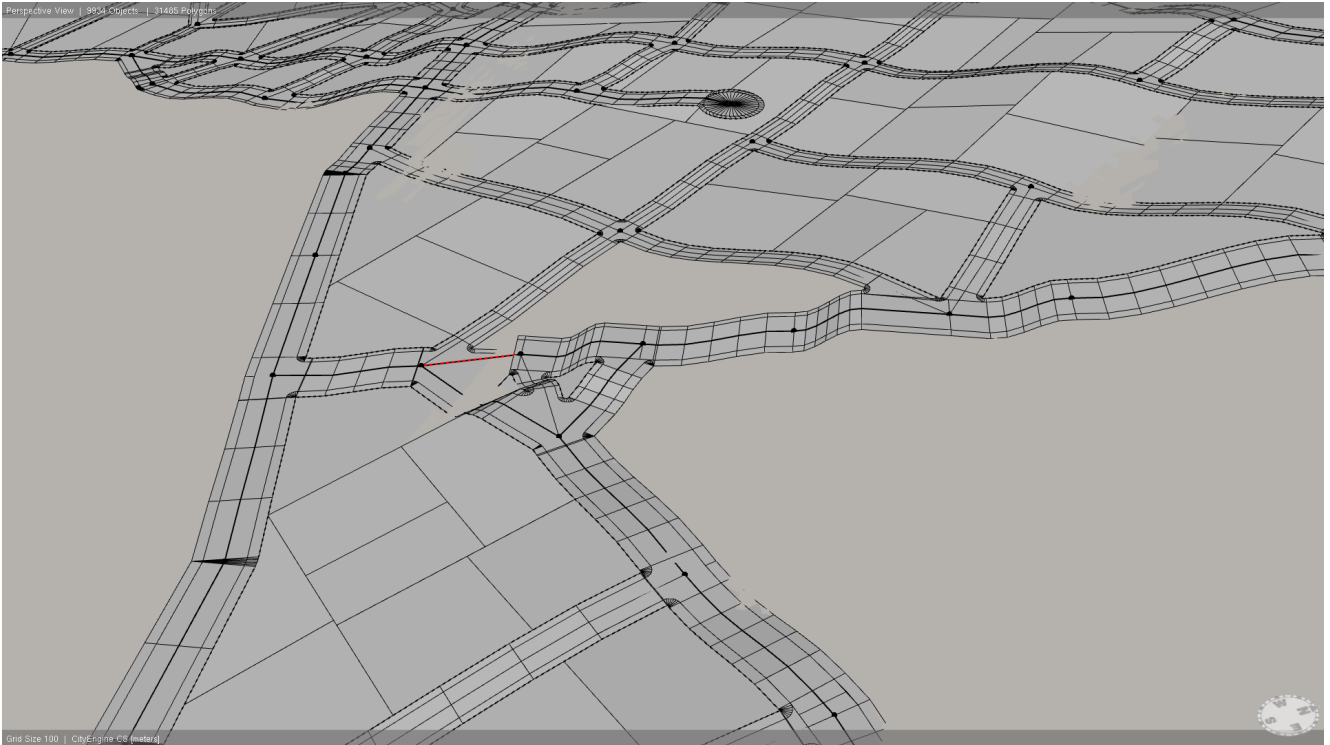 Perspective View | 9934 Objects | 31485 Polygons
Grid Size 100 | CityEngine CS [meters]